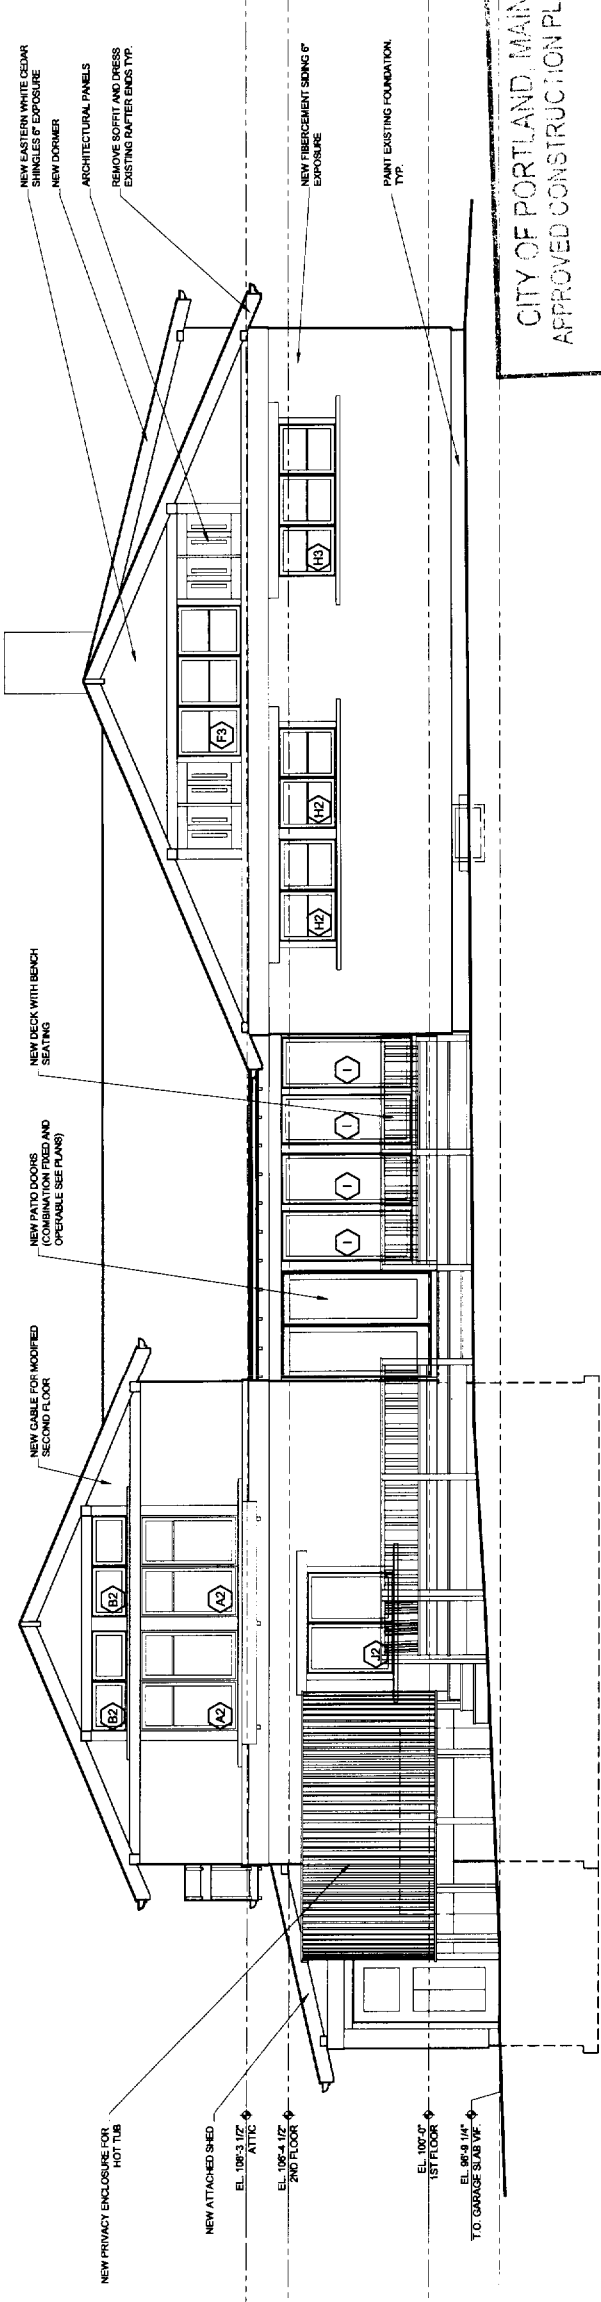 NEW PRIVACY ENCLOSURE FOR
HOT TUB
NEW ATTACHED SHED
EL. 108'-3 1/2"
ATTIC
EL. 106'-4 1/2"
2ND FLOOR
EL. 100'-0"
1ST FLOOR
EL. 98'-9 1/4"
T.O. GARAGE SLAB VIF.
NEW GABLE FOR MODIFIED
SECOND FLOOR
NEW PATIO DOORS
(COMBINATION FIXED AND
OPERABLE SEE PLANS)
NEW DECK WITH BENCH
SEATING
NEW EASTERN WHITE CEDAR
SHINGLES 6" EXPOSURE
NEW DORMER
ARCHITECTURAL PANELS
REMOVE SOFFIT AND DRESS
EXISTING RAFTER ENDS TYP.
NEW FIBERCEMENT SIDING 6"
EXPOSURE
PAINT EXISTING FOUNDATION,
TYP.
B2
B2
A2
A2
J2
I
I
I
I
F3
H2
H2
H3
CITY OF PORTLAND, MAIN
APPROVED CONSTRUCTION PL